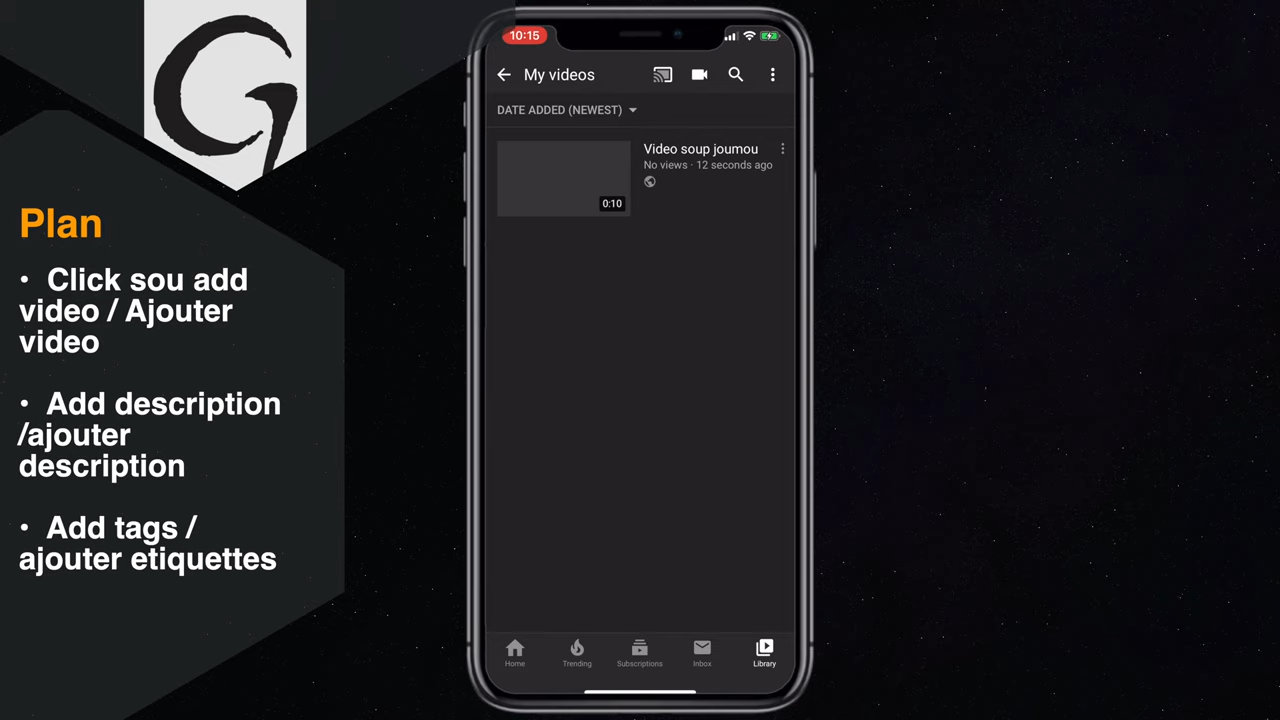 Plan
• Click sou add
video / Ajouter
video
• Add description
/ajouter
description
• Add tags /
ajouter etiquettes
10:15
My videos
DATE ADDED (NEWEST)
Video soup joumou
No views · 12 seconds ago
0:10
Home
Trending
Subscriptions
Inbox
Library